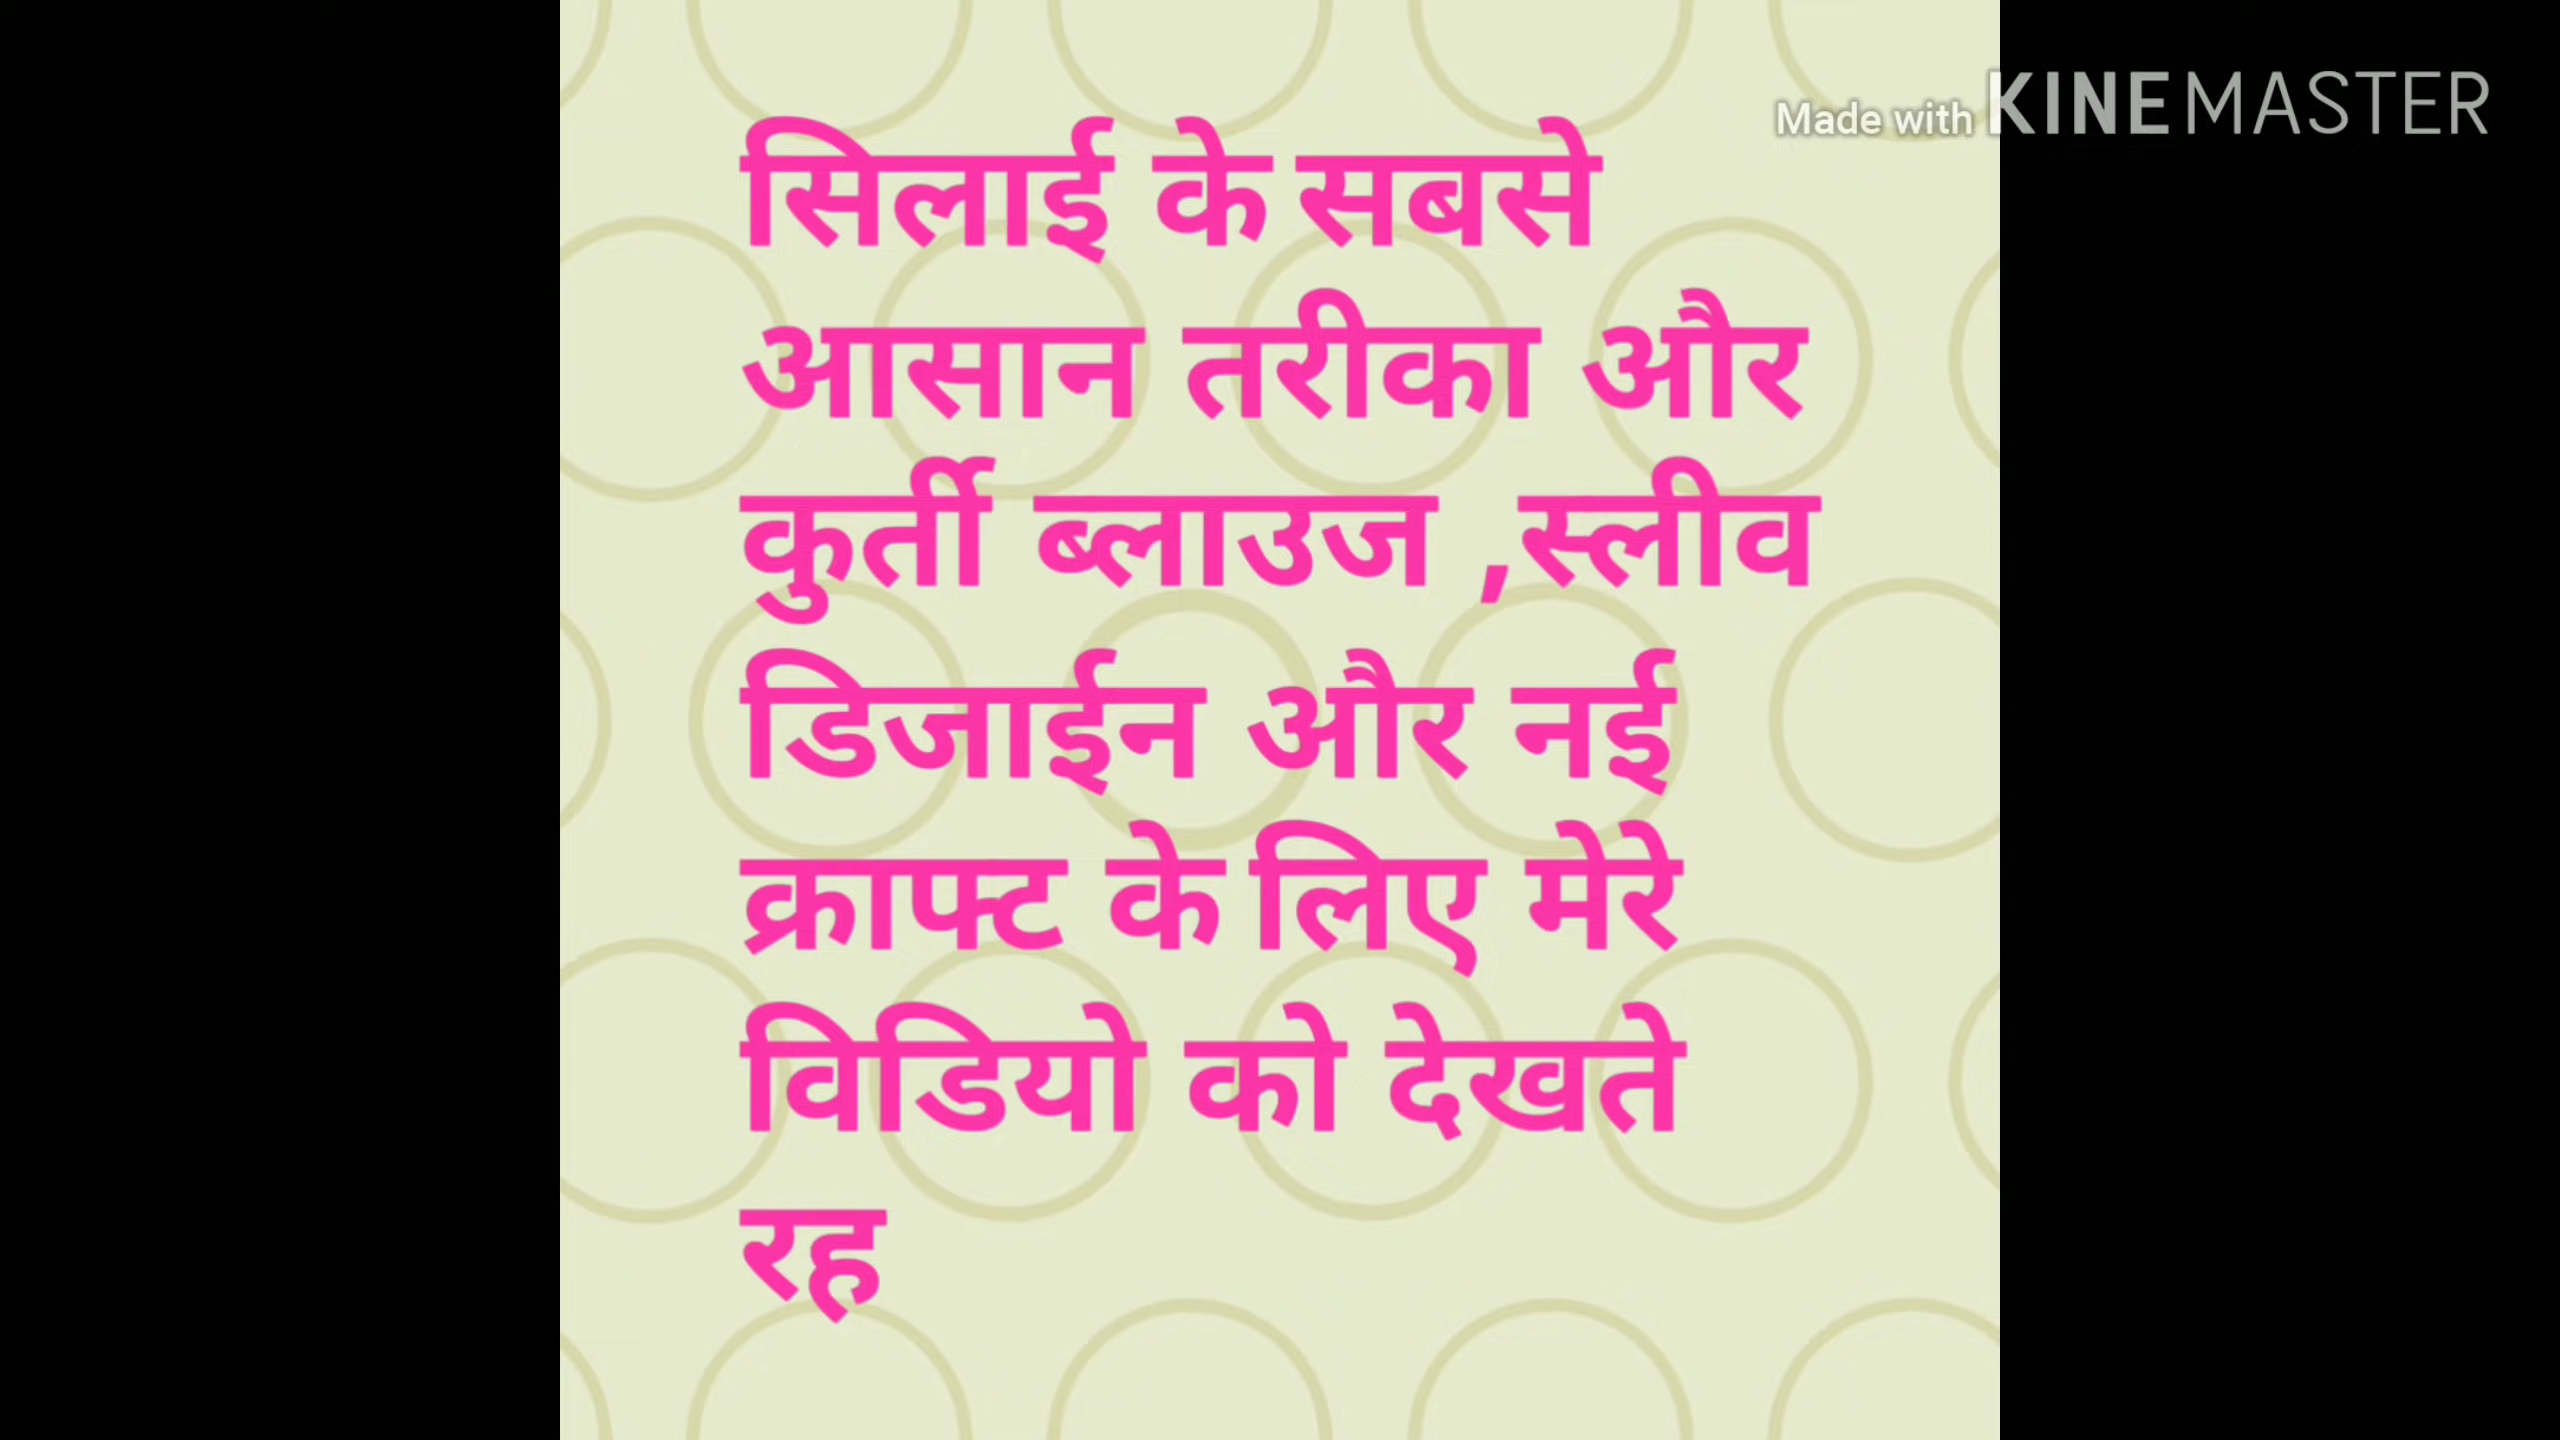 Made with KINEMASTER
सिलाई के सबसे
आसान तरीका और
कुर्ती ब्लाउज ,स्लीव
डिजाईन और नई
क्राफ्ट के लिए मेरे
विडियो को देखते
रह